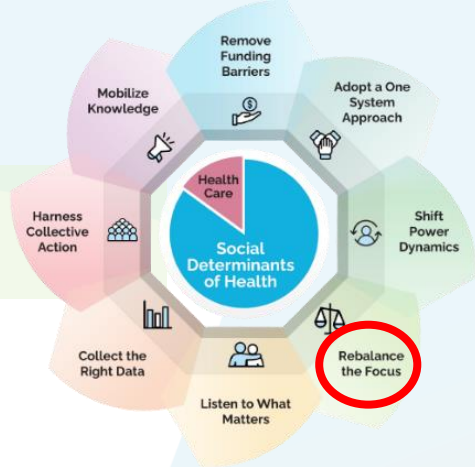 Remove
Funding
Barriers
Adopt a One
System
Approach
Shift
Power
Dynamics
Rebalance
the Focus
Listen to What
Matters
Collect the
Right Data
Harness
Collective
Action
Mobilize
Knowledge
Health
Care
Social
Determinants
of Health
$